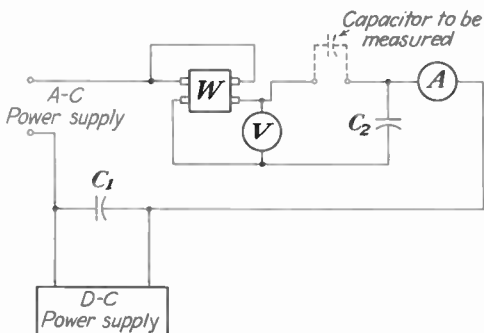 Capacitor to be
measured
A-C
Power supply
W
V
C2
A
C1
D-C
Power supply